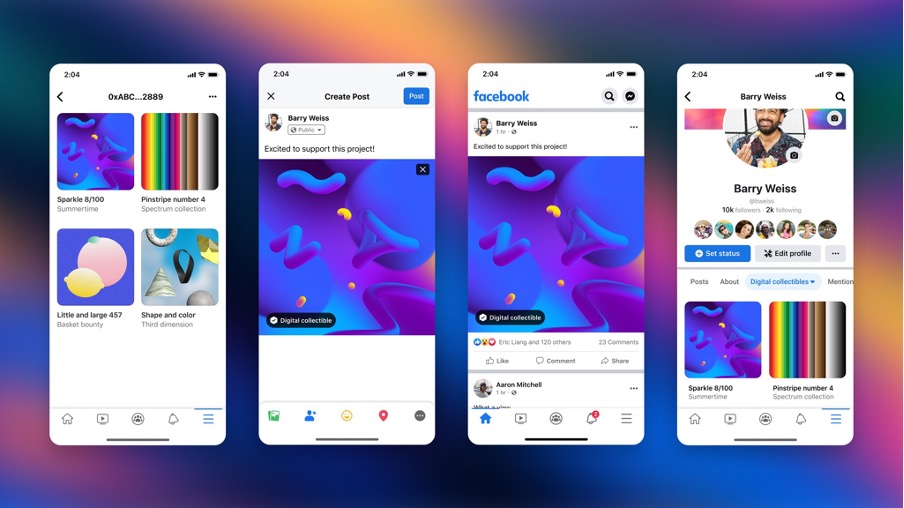 2:04
0xABC...2889
Sparkle 8/100
Summertime
Pinstripe number 4
Spectrum collection
Little and large 457
Basket bounty
Shape and color
Third dimension
2:04
Create Post
Post
Barry Weiss
Public
Excited to support this project!
Digital collectible
2:04
facebook
Barry Weiss
1 hr
Excited to support this project!
Digital collectible
Eric Liang and 120 others
23 Comments
Like
Comment
Share
Aaron Mitchell
1 hr
What a view
2
2:04
Barry Weiss
Barry Weiss
@bweiss
10k followers · 2k following
Set status
Edit profile
Posts
About
Digital collectibles
Mention
Sparkle 8/100
Summertime
Pinstripe number 4
Spectrum collection